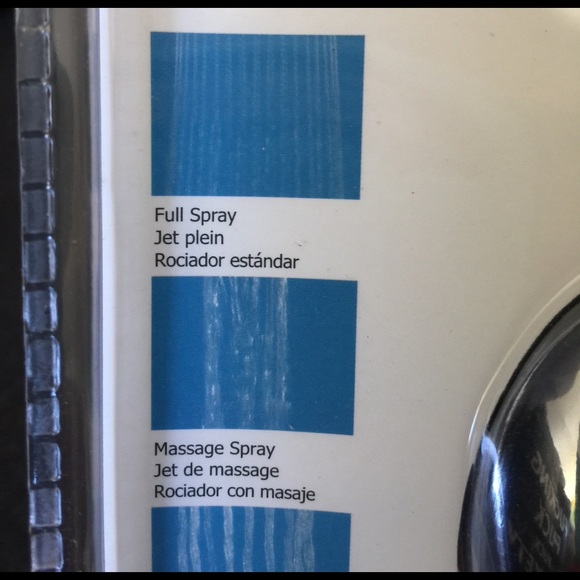 Full Spray
Jet plein
Rociador estándar
Massage Spray
Jet de massage
Rociador con masaje